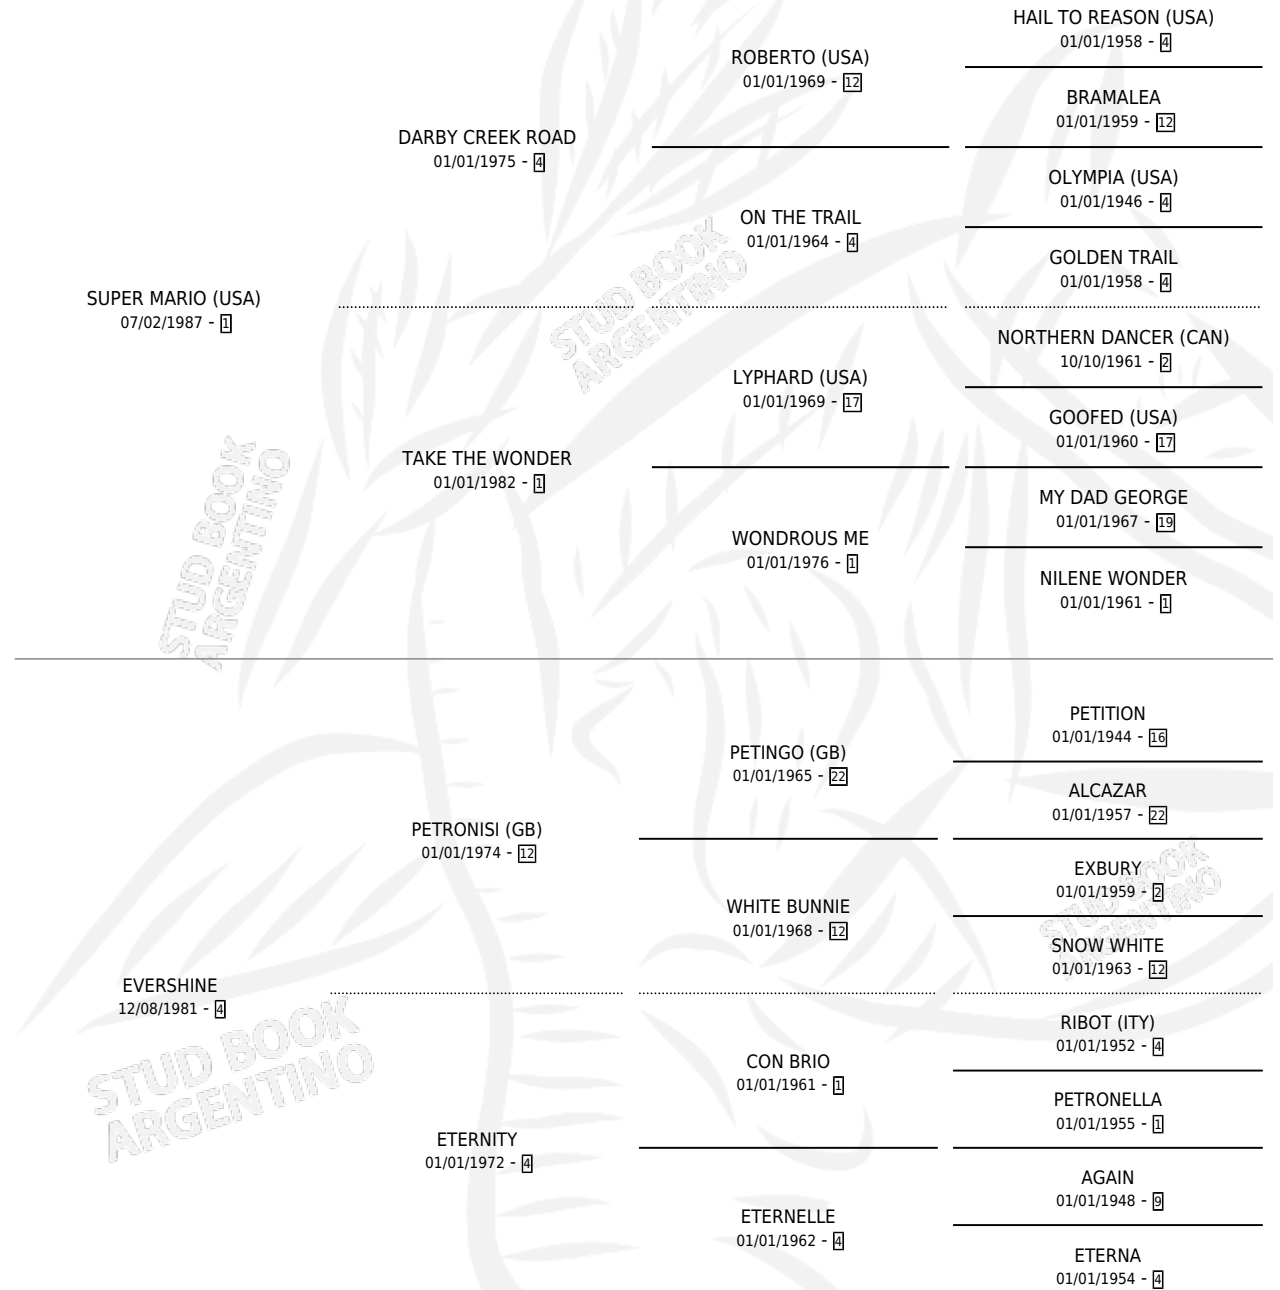 HAIL TO REASON (USA)
01/01/1958 - 4
ROBERTO (USA)
01/01/1969 - 12
BRAMALEA
01/01/1959 - 12
DARBY CREEK ROAD
01/01/1975 - 4
OLYMPIA (USA)
01/01/1946 - 4
ON THE TRAIL
01/01/1964 - 4
GOLDEN TRAIL
01/01/1958 - 4
SUPER MARIO (USA)
07/02/1987 - 1
NORTHERN DANCER (CAN)
10/10/1961 - 2
LYPHARD (USA)
01/01/1969 - 17
GOOFED (USA)
01/01/1960 - 17
TAKE THE WONDER
01/01/1982 - 1
MY DAD GEORGE
01/01/1967 - 19
WONDROUS ME
01/01/1976 - 1
NILENE WONDER
01/01/1961 - 1
PETITION
01/01/1944 - 16
PETINGO (GB)
01/01/1965 - 22
ALCAZAR
01/01/1957 - 22
PETRONISI (GB)
01/01/1974 - 12
EXBURY
01/01/1959 - 2
WHITE BUNNIE
01/01/1968 - 12
SNOW WHITE
01/01/1963 - 12
EVERSHINE
12/08/1981 - 4
RIBOT (ITY)
01/01/1952 - 4
CON BRIO
01/01/1961 - 1
PETRONELLA
01/01/1955 - 1
ETERNITY
01/01/1972 - 4
AGAIN
01/01/1948 - 9
ETERNELLE
01/01/1962 - 4
ETERNA
01/01/1954 - 4
STUD BOOK
ARGENTINO
STUD BOOK
ARGENTINO
STUD BOOK
ARGENTINO
STUD BOOK
ARGENTINO